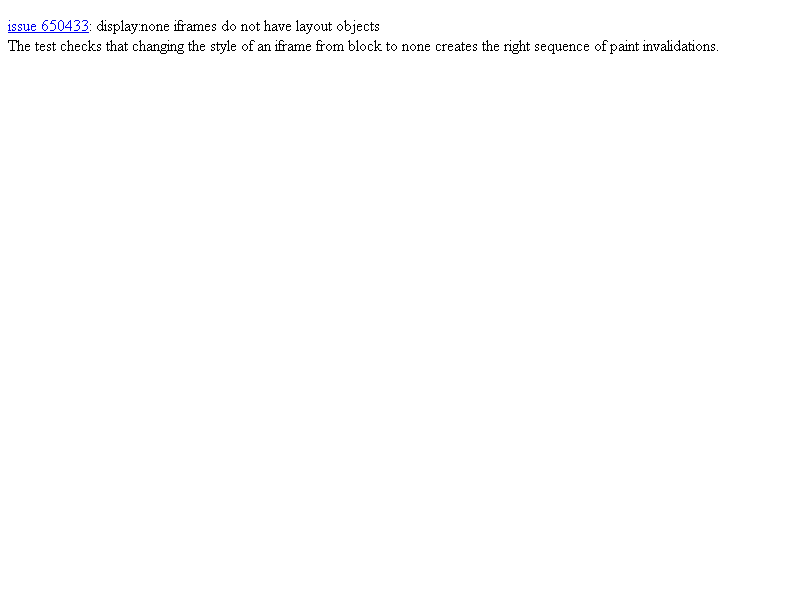 issue 650433: display:none iframes do not have layout objects
The test checks that changing the style of an iframe from block to none creates the right sequence of paint invalidations.